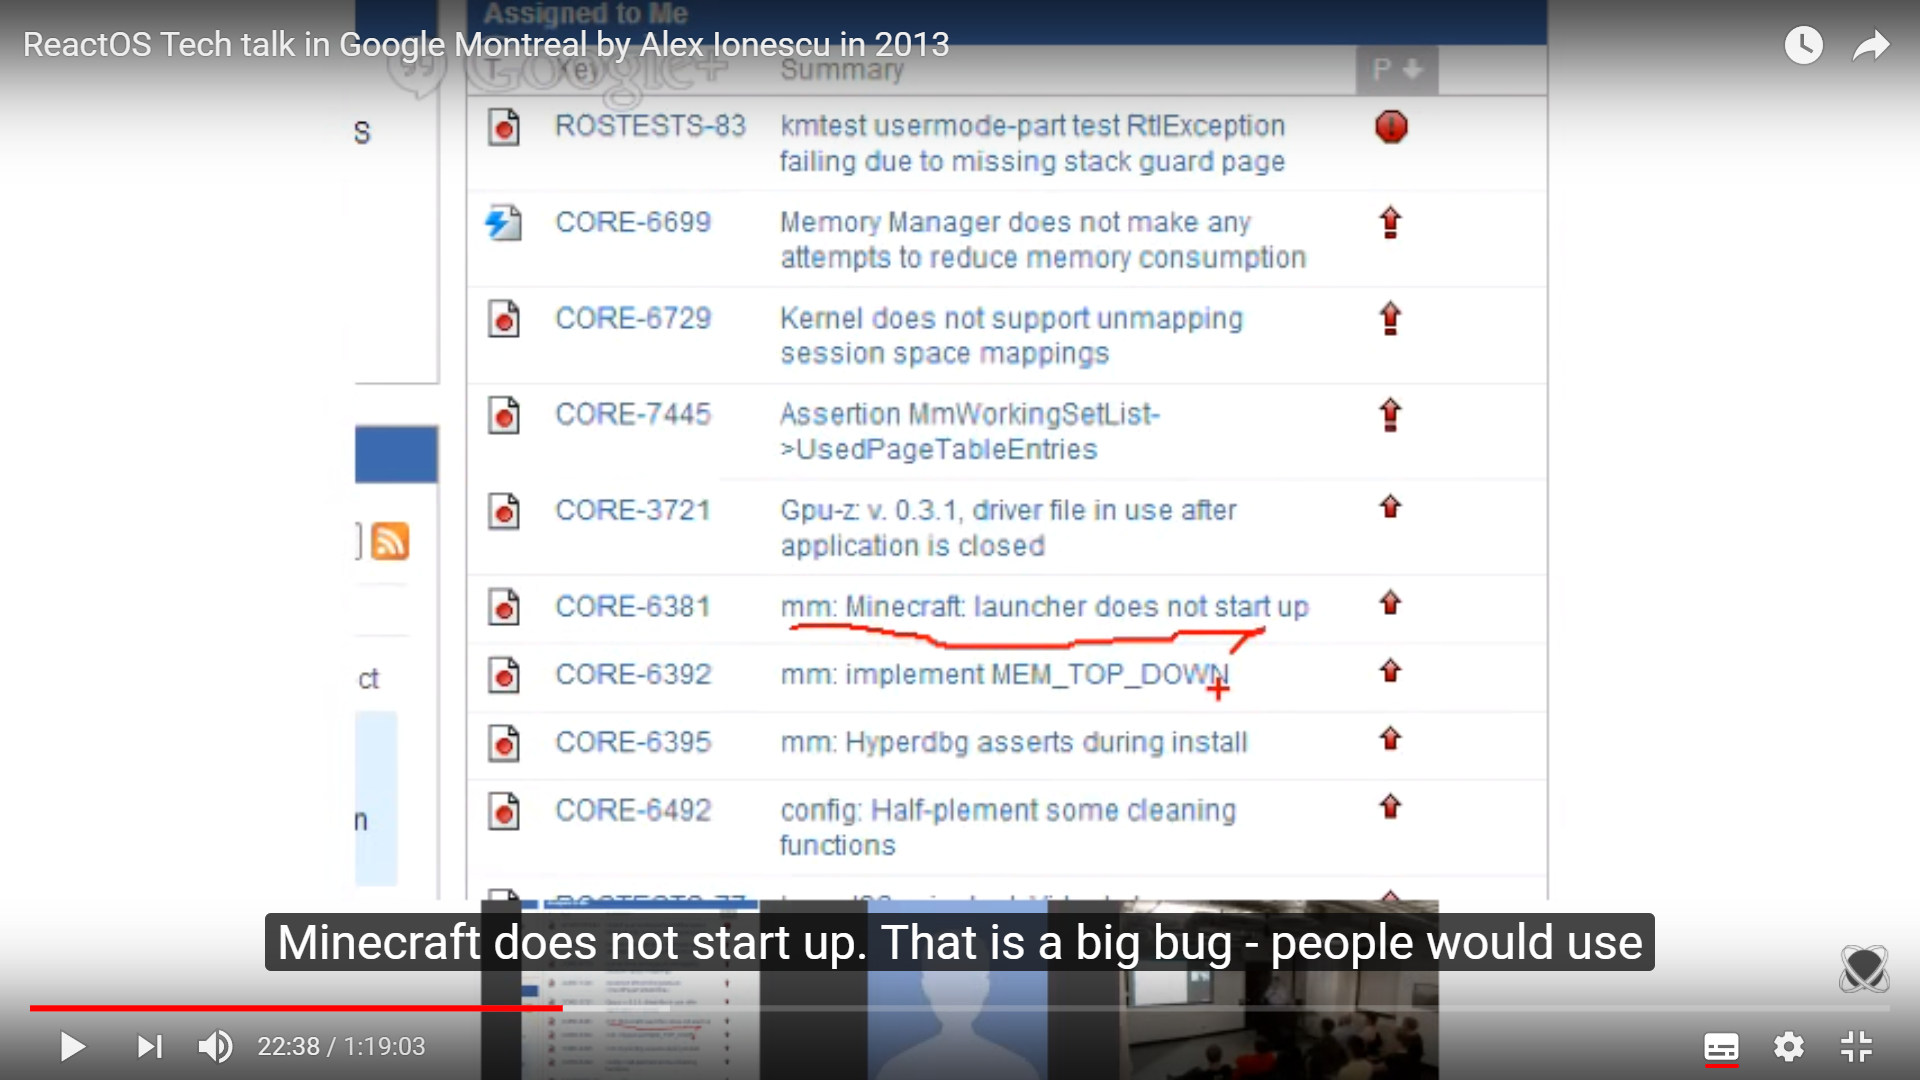 Assigned to Me
ReactOS Tech talk in Google Montreal by Alex Ionescu in 2013
Google+
T Key Summary P
s
ROSTESTS-83 kmtest usermode-part test RtlException
failing due to missing stack guard page
CORE-6699 Memory Manager does not make any
attempts to reduce memory consumption
CORE-6729 Kernel does not support unmapping
session space mappings
CORE-7445 Assertion MmWorkingSetList-
>UsedPageTableEntries
CORE-3721 Gpu-z: v. 0.3.1, driver file in use after
application is closed
CORE-6381 mm: Minecraft: launcher does not start up
ct
CORE-6392 mm: implement MEM_TOP_DOWN
CORE-6395 mm: Hyperdbg asserts during install
n
CORE-6492 config: Half-plement some cleaning
functions
ROSTESTS-77
Minecraft does not start up. That is a big bug - people would use
22:38 / 1:19:03